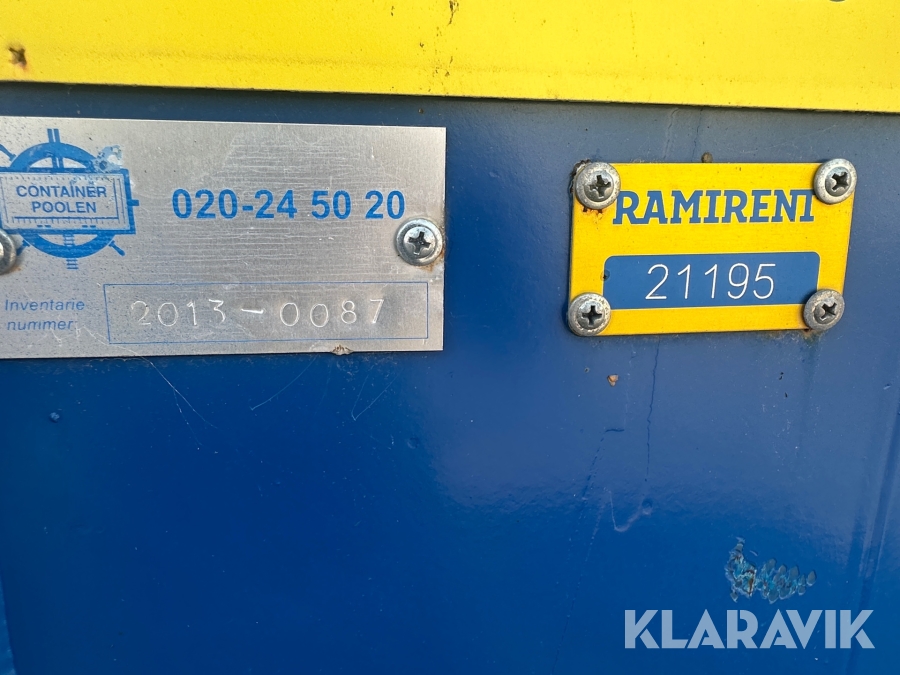 CONTAINER
POOLEN
020-24 50 20
Inventarie
nummer:
2013-0087
RAMIRENT
21195
KLARAVIK